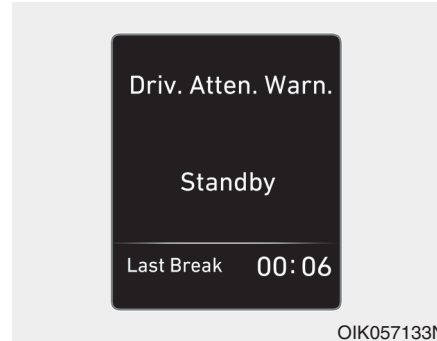 Driv. Atten. Warn.
Standby
Last Break 00:06
OIK057133N